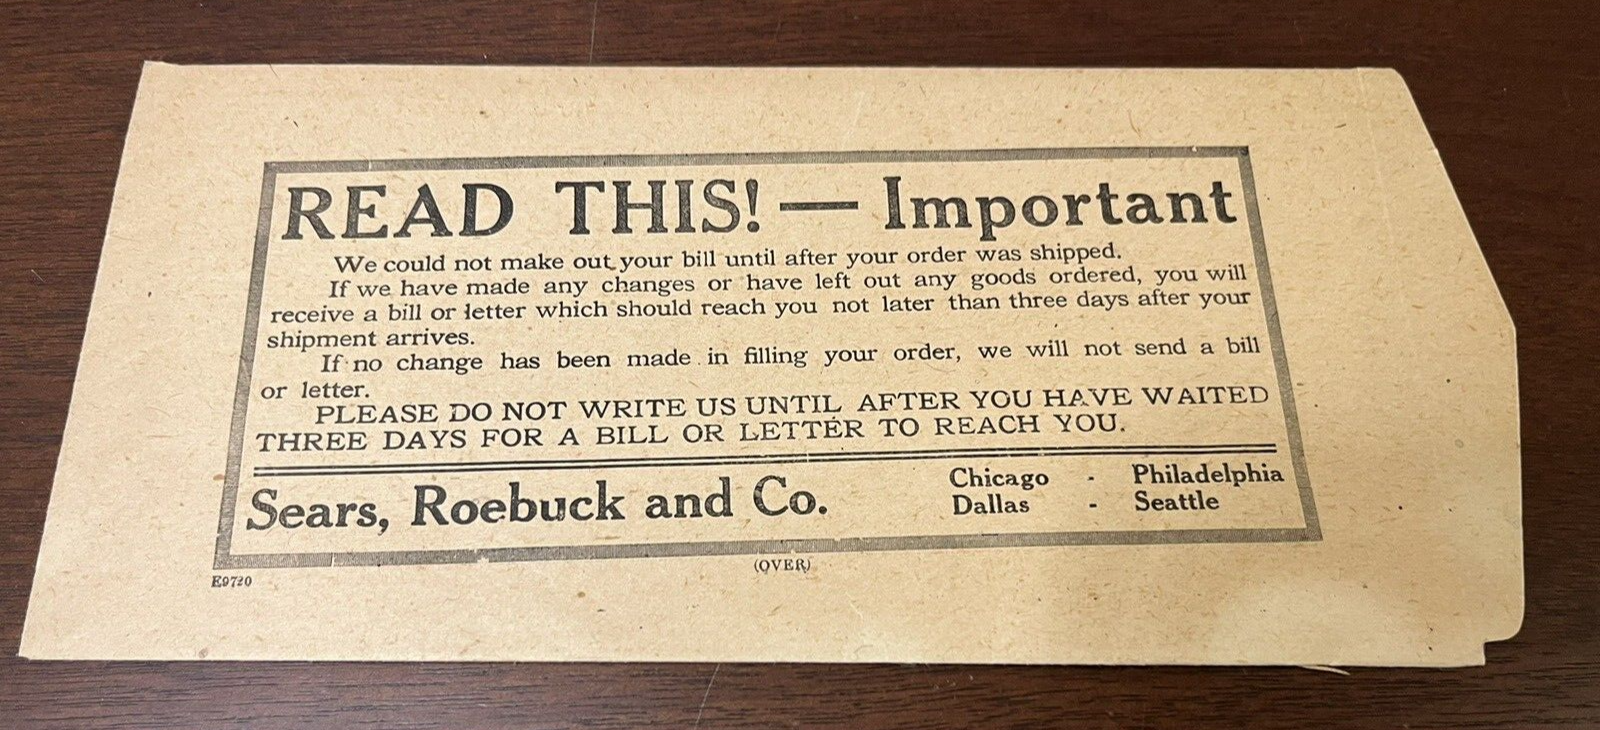 READ THIS! — Important
We could not make out your bill until after your order was shipped.
If we have made any changes or have left out any goods ordered, you will
receive a bill or letter which should reach you not later than three days after your
shipment arrives.
If no change has been made in filling your order, we will not send a bill
or letter.
PLEASE DO NOT WRITE US UNTIL AFTER YOU HAVE WAITED
THREE DAYS FOR A BILL OR LETTER TO REACH YOU.
Sears, Roebuck and Co.
Chicago - Philadelphia
Dallas - Seattle
(OVER)
E9720